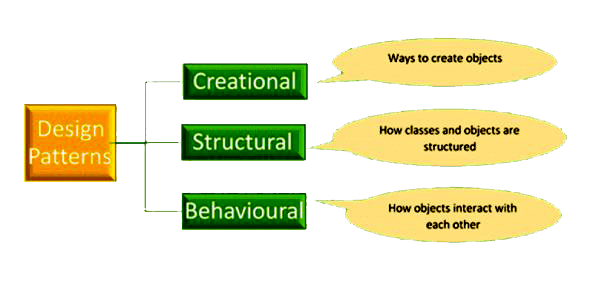 Design
Patterns
Creational
Ways to create objects
Structural
How classes and objects are
structured
Behavioural
How objects interact with
each other